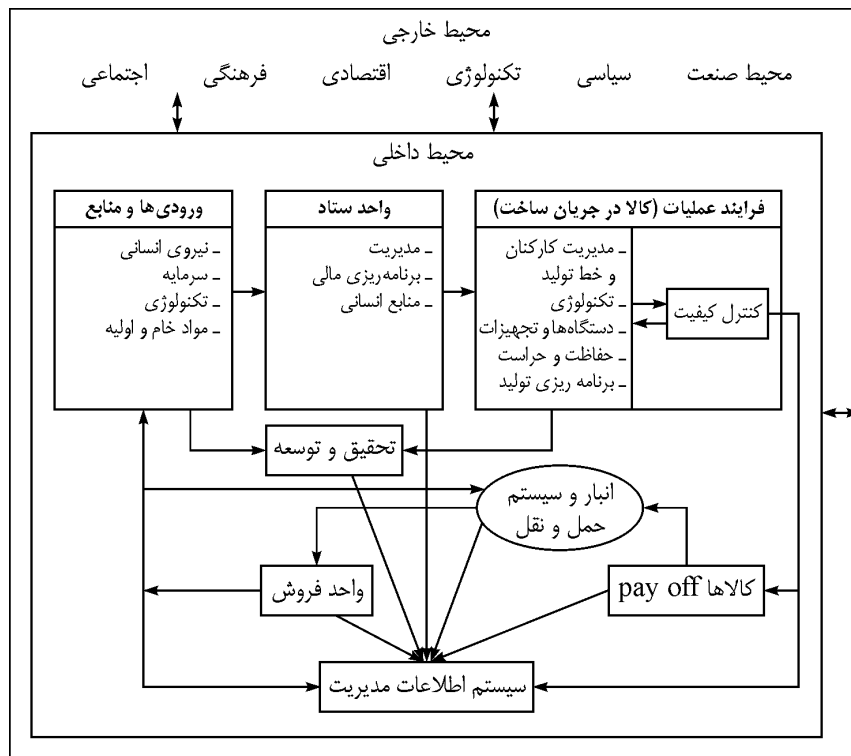 محیط خارجی
محیط صنعت سیاسی تکنولوژی اقتصادی فرهنگی اجتماعی
محیط داخلی
فرایند عملیات (کالا در جریان ساخت)
ـ مدیریت کارکنان
و خط تولید
ـ تکنولوژی
ـ دستگاه‌ها و تجهیزات
ـ حفاظت و حراست
ـ برنامه ریزی تولید
کنترل کیفیت
واحد ستاد
ـ مدیریت
ـ برنامه‌ریزی مالی
ـ منابع انسانی
ورودی‌ها و منابع
ـ نیروی انسانی
ـ سرمایه
ـ تکنولوژی
ـ مواد خام و اولیه
تحقیق و توسعه
انبار و سیستم
حمل و نقل
کالاها pay off
واحد فروش
سیستم اطلاعات مدیریت